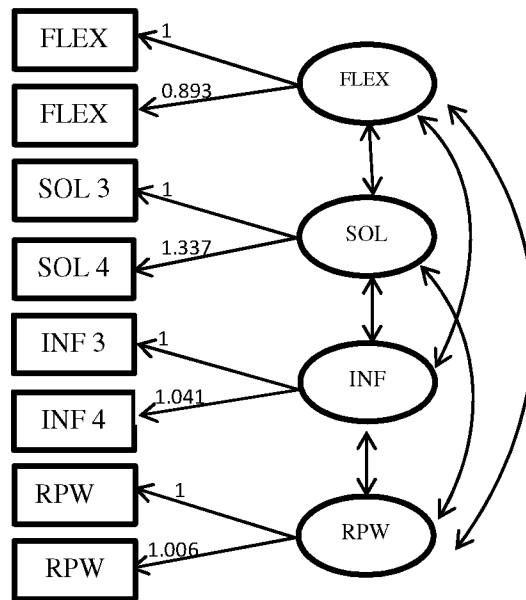 FLEX
1
FLEX
0.893
FLEX
SOL 3
1
SOL
SOL 4
1.337
INF 3
1
INF
INF 4
1.041
RPW
1
RPW
RPW
1.006